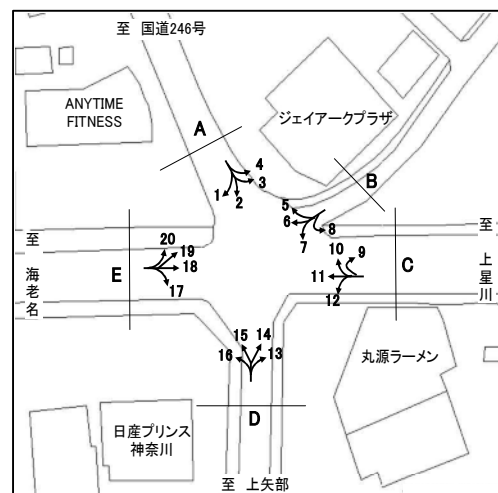 至 国道246号
ANYTIME
FITNESS
ジェイアークプラザ
A
B
4
3
1
2
5
6
7
8
至
海老名
E
20
19
18
17
10
9
11
12
C
至
上星川
15
14
16
13
D
丸源ラーメン
日産プリンス
神奈川
至 上矢部